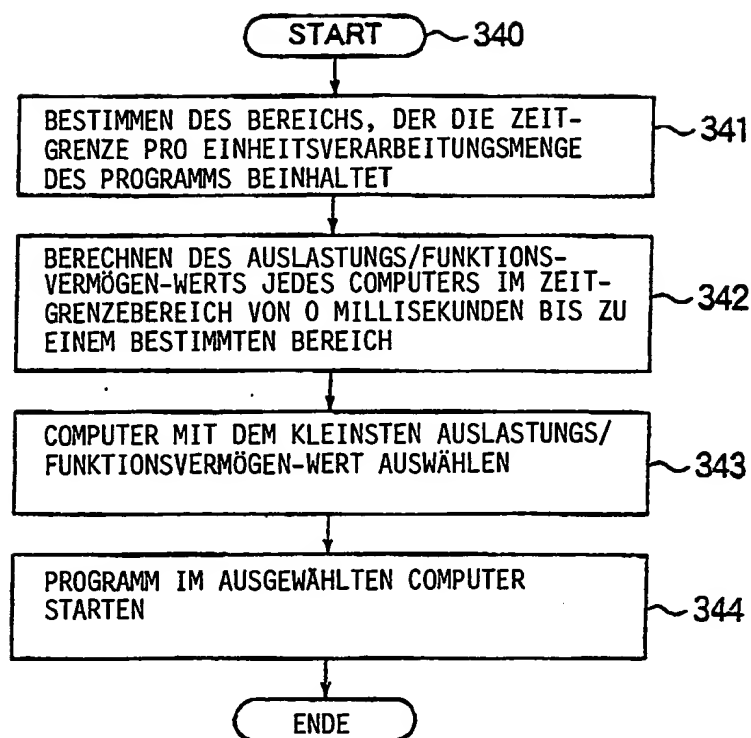 START 340
BESTIMMEN DES BEREICHS, DER DIE ZEIT-
GRENZE PRO EINHEITSVERARBEITUNGSMENGE
DES PROGRAMMS BEINHALTET
341
BERECHNEN DES AUSLASTUNGS/FUNKTIONS-
VERMÖGEN-WERTS JEDES COMPUTERS IM ZEIT-
GRENZEBEREICH VON 0 MILLISEKUNDEN BIS ZU
EINEM BESTIMMTEN BEREICH
342
COMPUTER MIT DEM KLEINSTEN AUSLASTUNGS/
FUNKTIONSVERMÖGEN-WERT AUSWÄHLEN
343
PROGRAMM IM AUSGEWÄHLTEN COMPUTER
STARTEN
344
ENDE